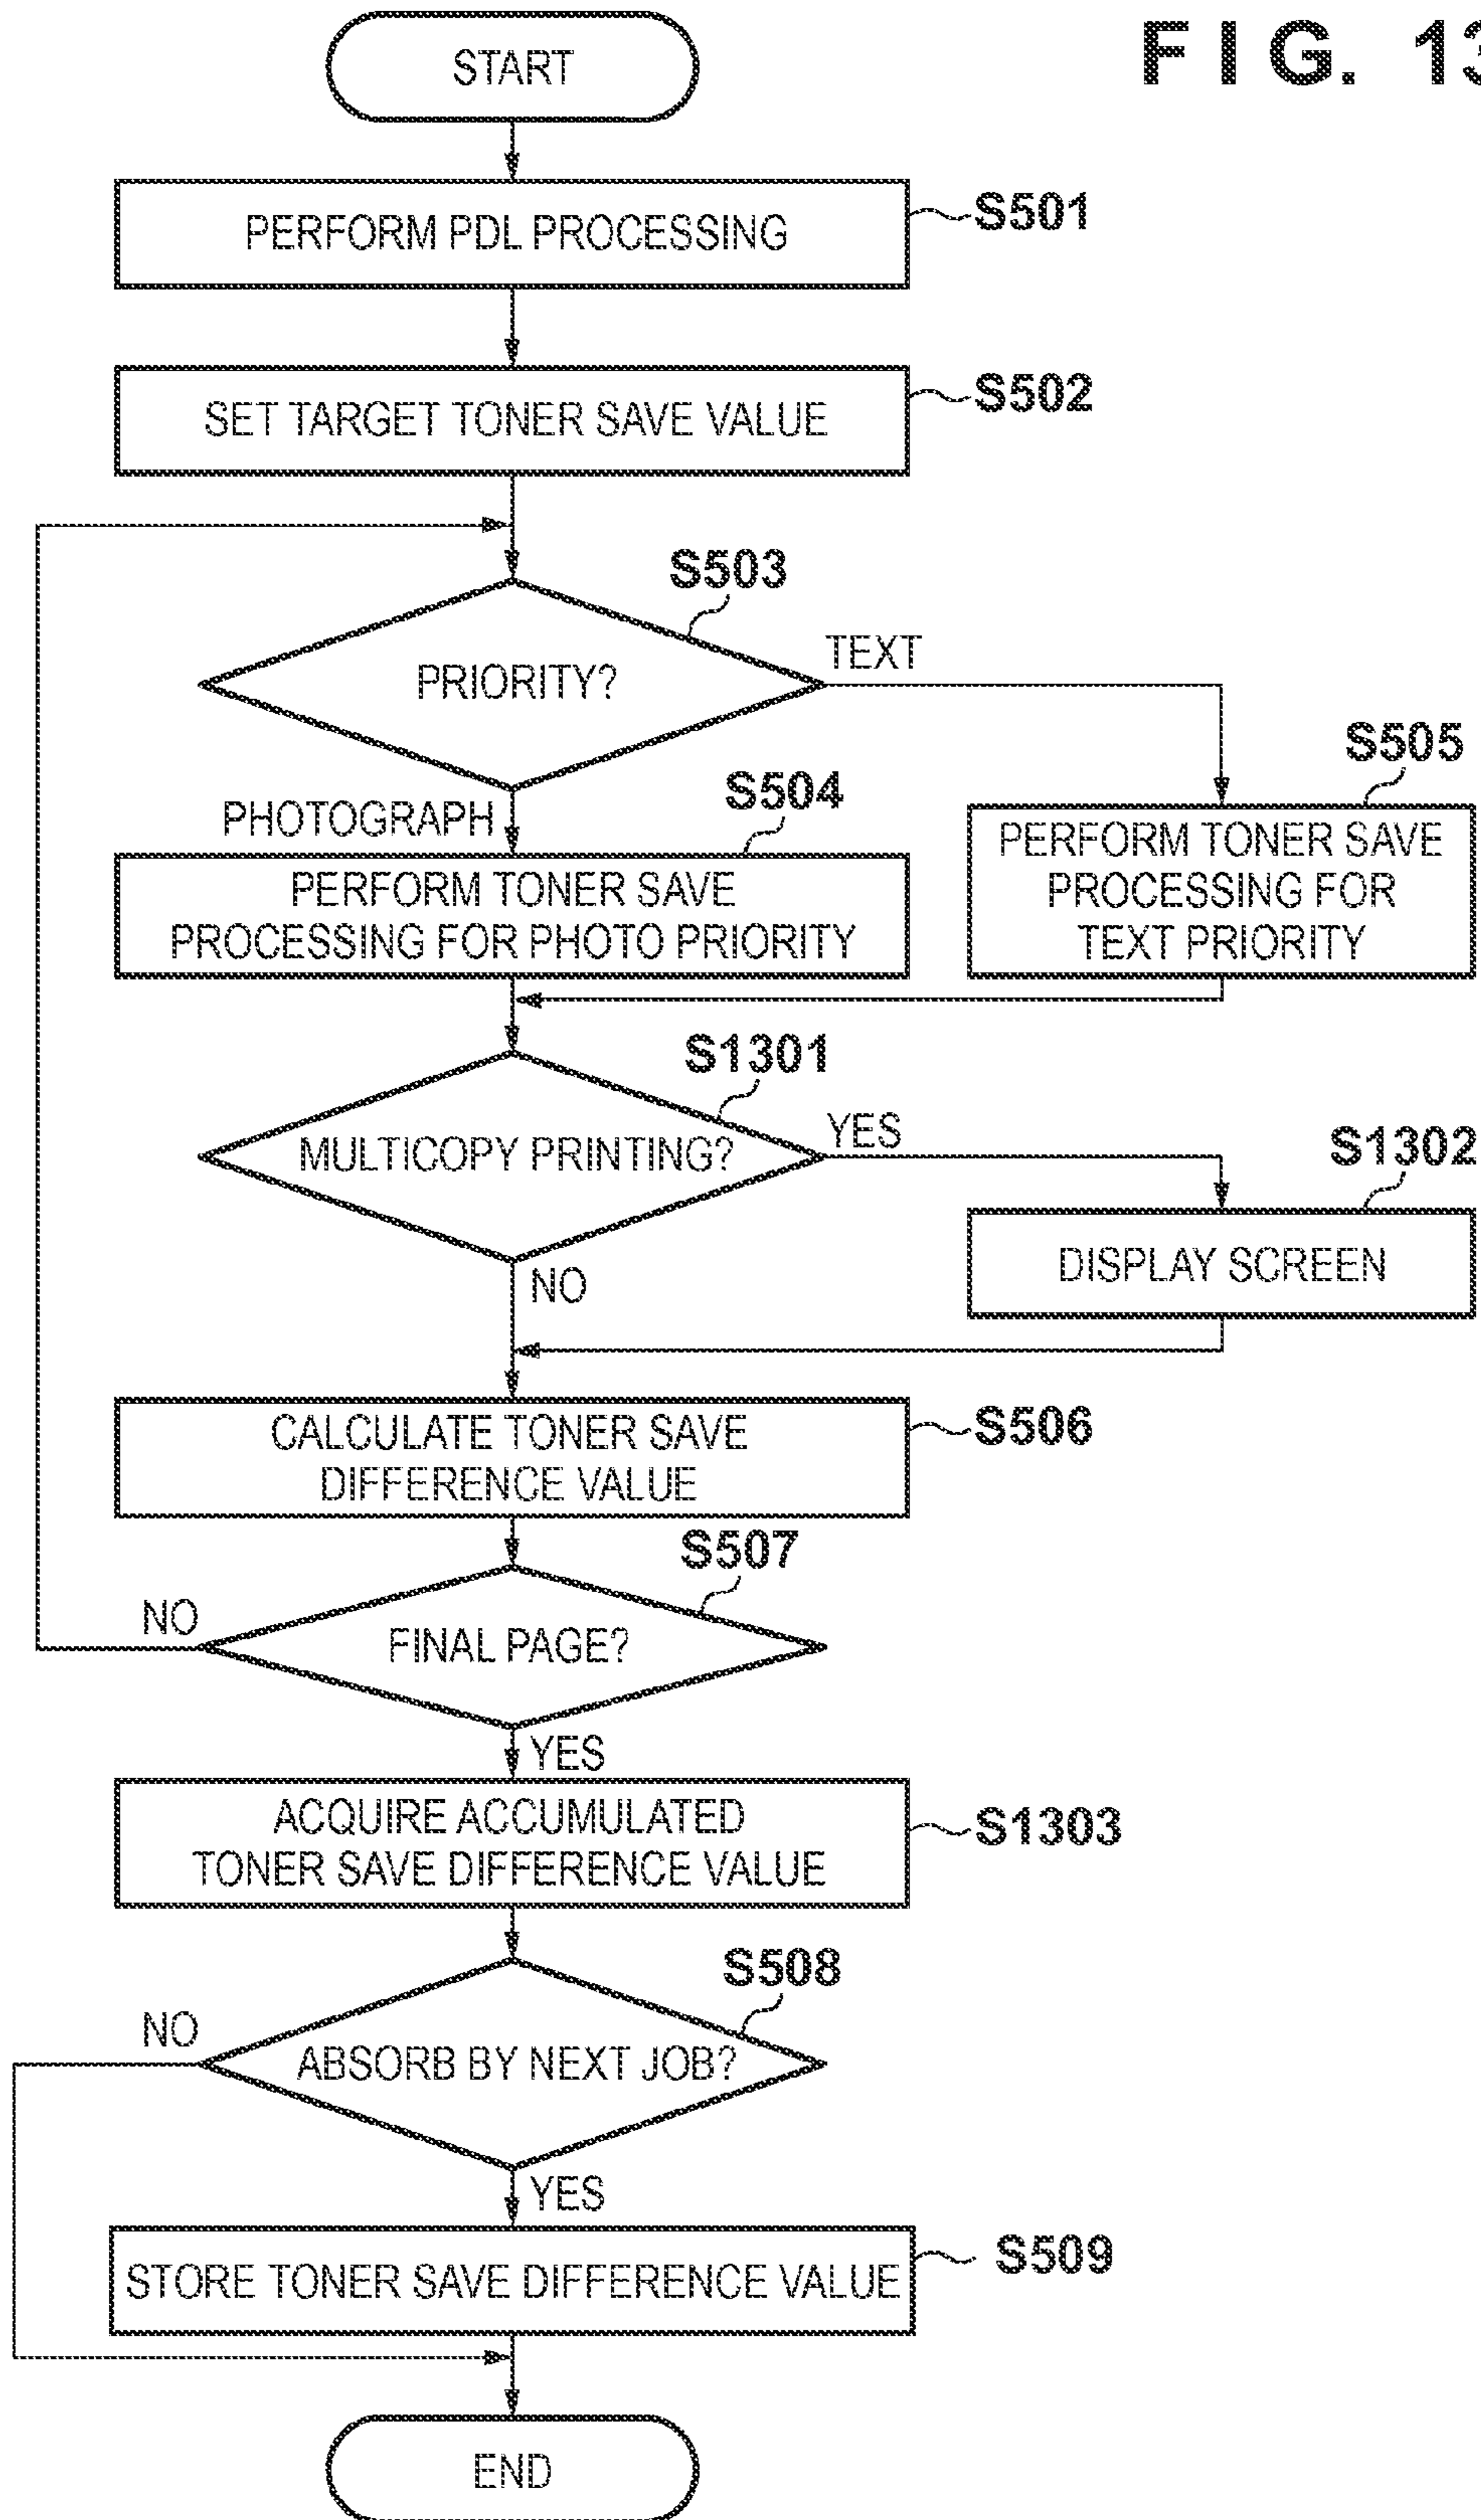 FIG. 13
START
PERFORM PDL PROCESSING
S501
SET TARGET TONER SAVE VALUE
S502
S503
PRIORITY?
TEXT
PHOTOGRAPH
S504
PERFORM TONER SAVE
PROCESSING FOR PHOTO PRIORITY
S505
PERFORM TONER SAVE
PROCESSING FOR
TEXT PRIORITY
S1301
MULTICOPY PRINTING?
YES
S1302
DISPLAY SCREEN
NO
CALCULATE TONER SAVE
DIFFERENCE VALUE
S506
S507
NO
FINAL PAGE?
YES
ACQUIRE ACCUMULATED
TONER SAVE DIFFERENCE VALUE
S1303
S508
NO
ABSORB BY NEXT JOB?
YES
STORE TONER SAVE DIFFERENCE VALUE
S509
END